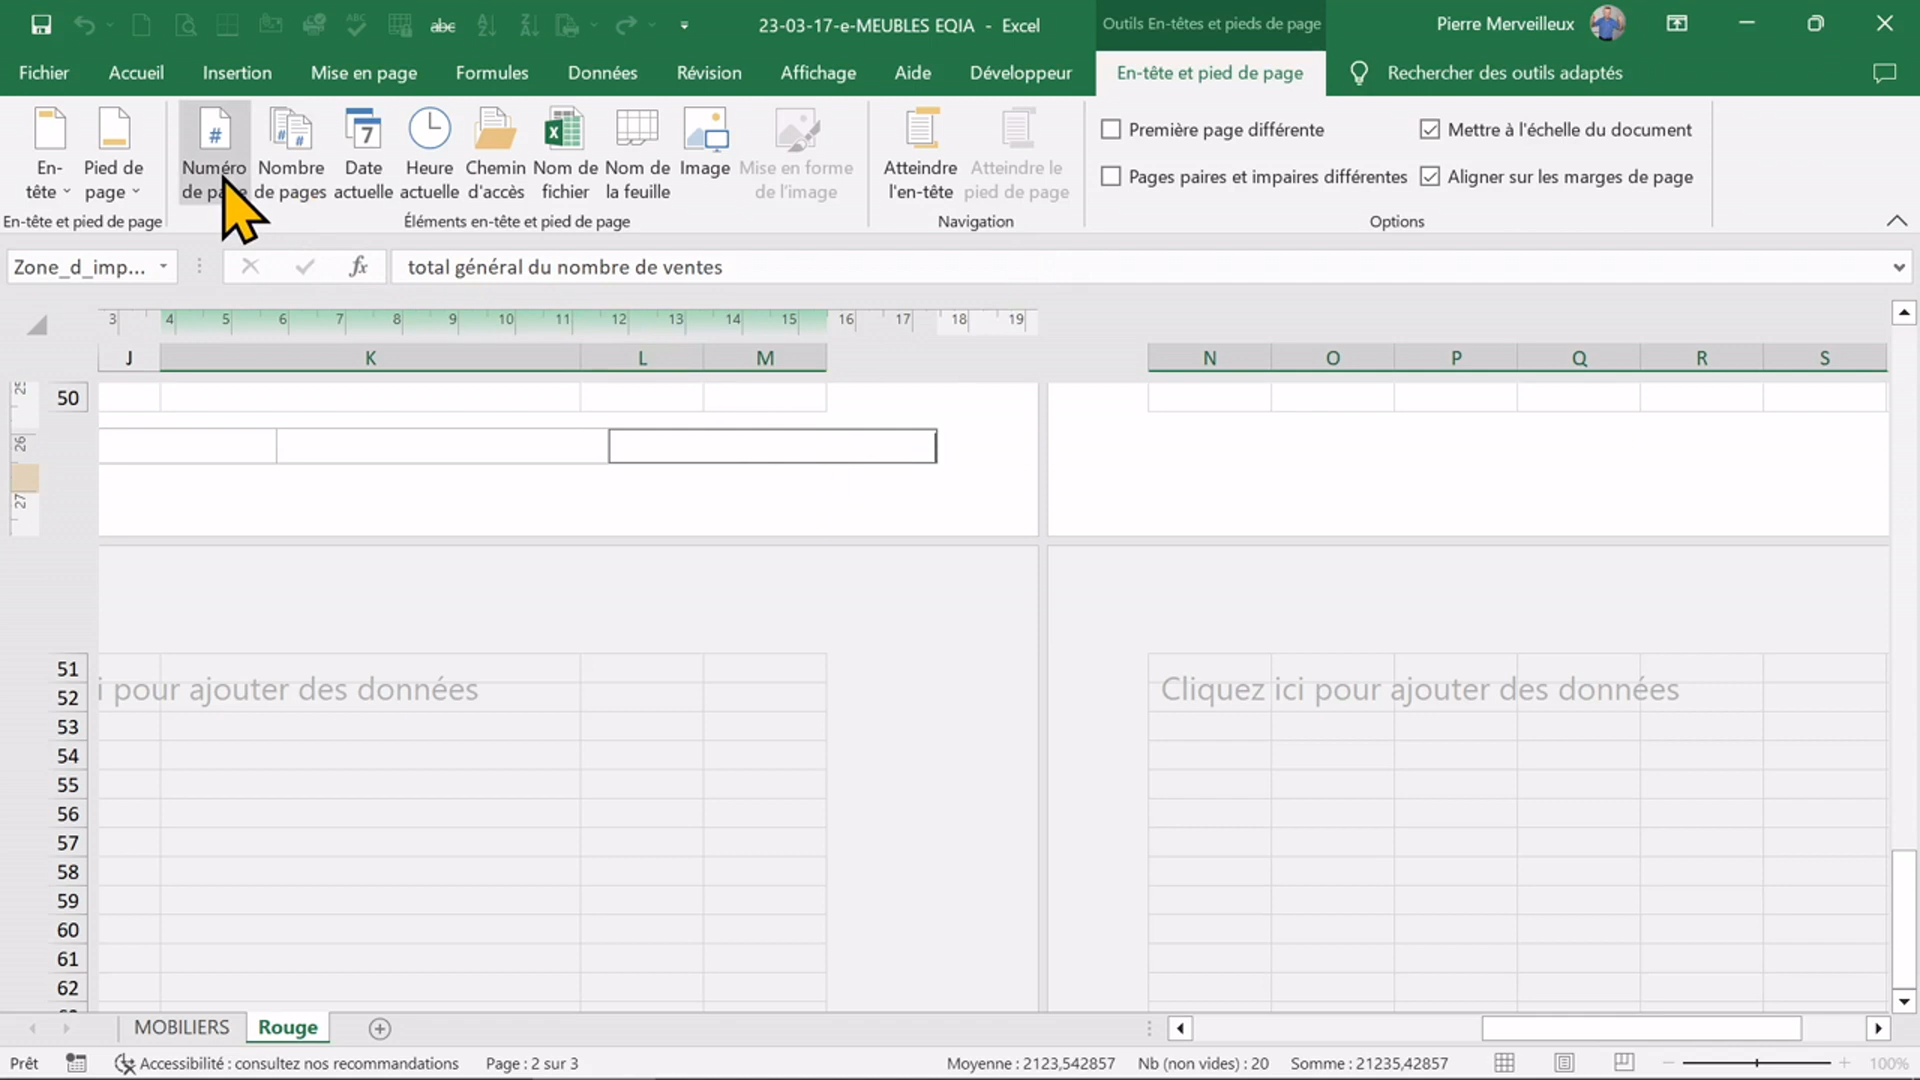 23-03-17-e-MEUBLES EQIA - Excel
Outils En-têtes et pieds de page
Pierre Merveilleux
Fichier Accueil Insertion Mise en page Formules Données Révision Affichage Aide Développeur En-tête et pied de page Rechercher des outils adaptés
En-tête
Pied de page
Numéro de page
Nombre de pages
Date actuelle
Heure actuelle
Chemin d'accès
Nom de fichier
Nom de la feuille
Image
Mise en forme de l'image
Atteindre l'en-tête
Atteindre le pied de page
Première page différente
Mettre à l'échelle du document
Pages paires et impaires différentes
Aligner sur les marges de page
En-tête et pied de page
Éléments en-tête et pied de page
Navigation
Options
Zone_d_imp... fx total général du nombre de ventes
3 4 5 6 7 8 9 10 11 12 13 14 15 16 17 18 19
J K L M N O P Q R S
25
50
26
27
51
52 i pour ajouter des données Cliquez ici pour ajouter des données
53
54
55
56
57
58
59
60
61
62
MOBILIERS Rouge
Prêt Accessibilité : consultez nos recommandations Page : 2 sur 3 Moyenne : 2123,542857 Nb (non vides) : 20 Somme : 21235,42857 100%